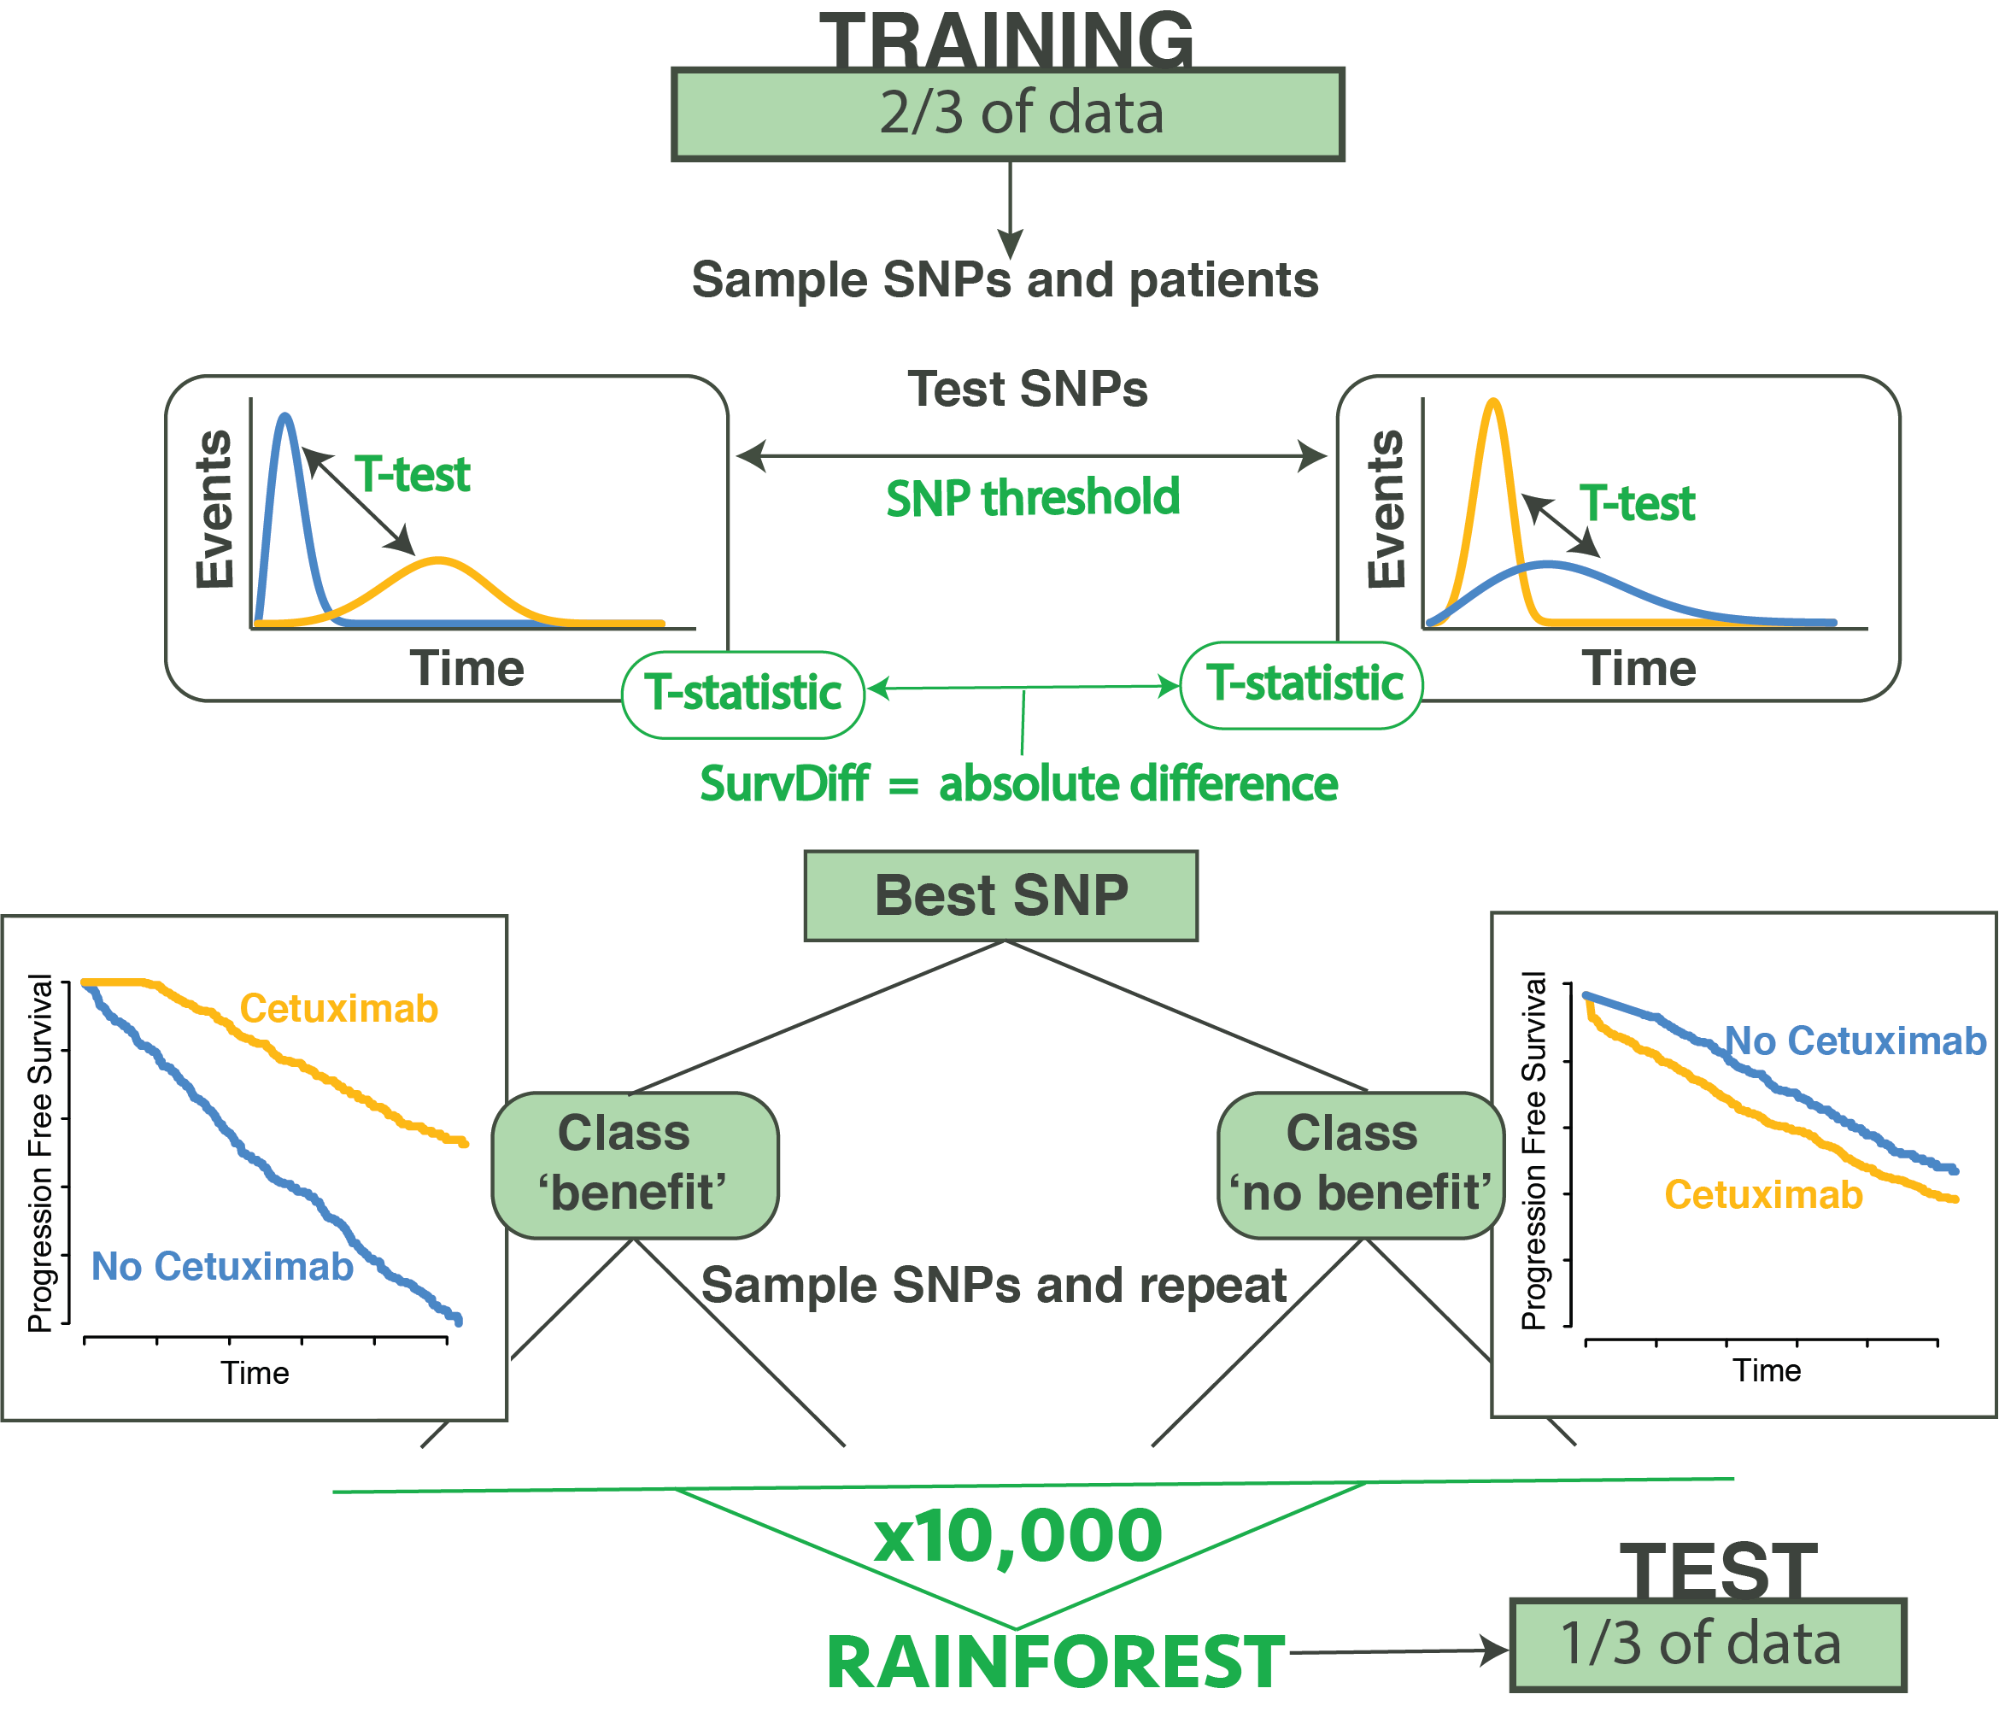 TRAINING
2/3 of data
Sample SNPs and patients
Test SNPs
SNP threshold
Events
T-test
Time
T-statistic
Events
T-test
Time
T-statistic
SurvDiff = absolute difference
Best SNP
Progression Free Survival
Cetuximab
No Cetuximab
Time
Class
‘benefit’
Class
‘no benefit’
Progression Free Survival
No Cetuximab
Cetuximab
Time
Sample SNPs and repeat
x10,000
RAINFOREST
TEST
1/3 of data